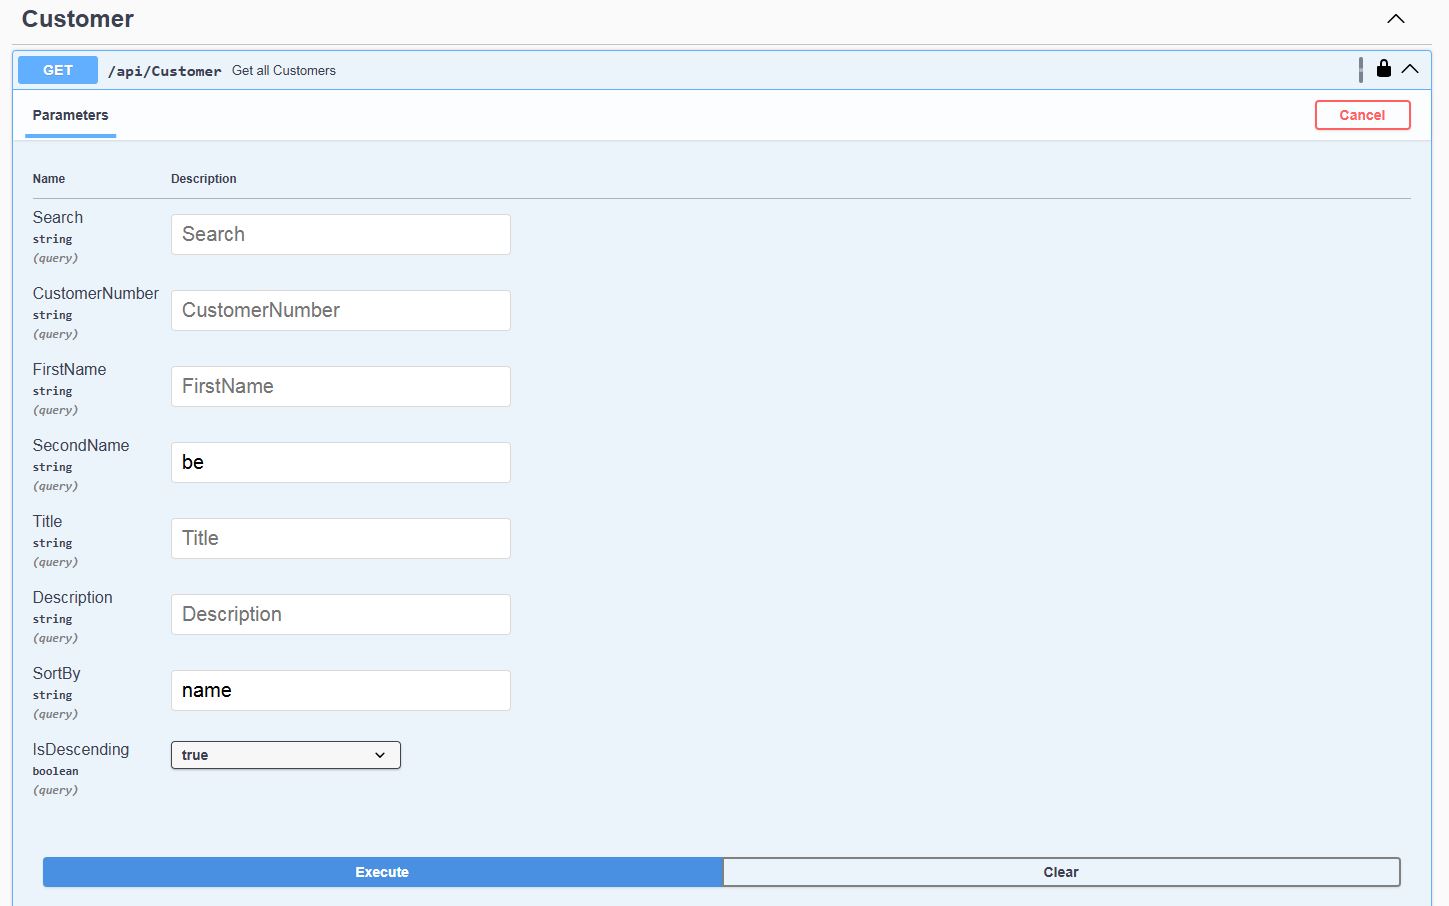 Customer
GET /api/Customer Get all Customers
Parameters Cancel
Name Description
Search
string
(query)
Search
CustomerNumber
string
(query)
CustomerNumber
FirstName
string
(query)
FirstName
SecondName
string
(query)
be
Title
string
(query)
Title
Description
string
(query)
Description
SortBy
string
(query)
name
IsDescending
boolean
(query)
true
Execute Clear